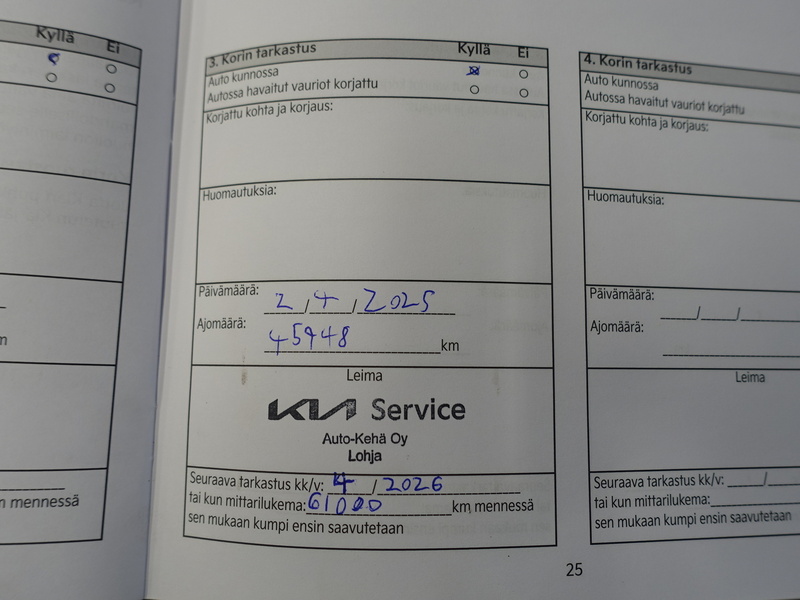 Kyllä Ei
n
n mennessä
3. Korin tarkastus Kyllä Ei
Auto kunnossa
Autossa havaitut vauriot korjattu
Korjattu kohta ja korjaus:
Huomautuksia:
Päivämäärä: 2/4/2025
Ajomäärä: 45948 km
Leima
KIA Service
Auto-Kehä Oy
Lohja
Seuraava tarkastus kk/v: 4/2026
tai kun mittarilukema: 61000 km mennessä
sen mukaan kumpi ensin saavutetaan
25
4. Korin tarkastus
Auto kunnossa
Autossa havaitut vauriot korjattu
Korjattu kohta ja korjaus:
Huomautuksia:
Päivämäärä: / /
Ajomäärä:
Leima
Seuraava tarkastus kk/v: /
tai kun mittarilukema:
sen mukaan kumpi ensin saavutetaan